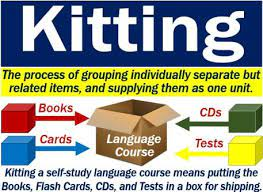 Kitting
The process of grouping individually separate but
related items, and supplying them as one unit.
Books
CDs
Cards
Language
Course
Tests
Kitting a self-study language course means putting the
Books, Flash Cards, CDs, and Tests in a box for shipping.